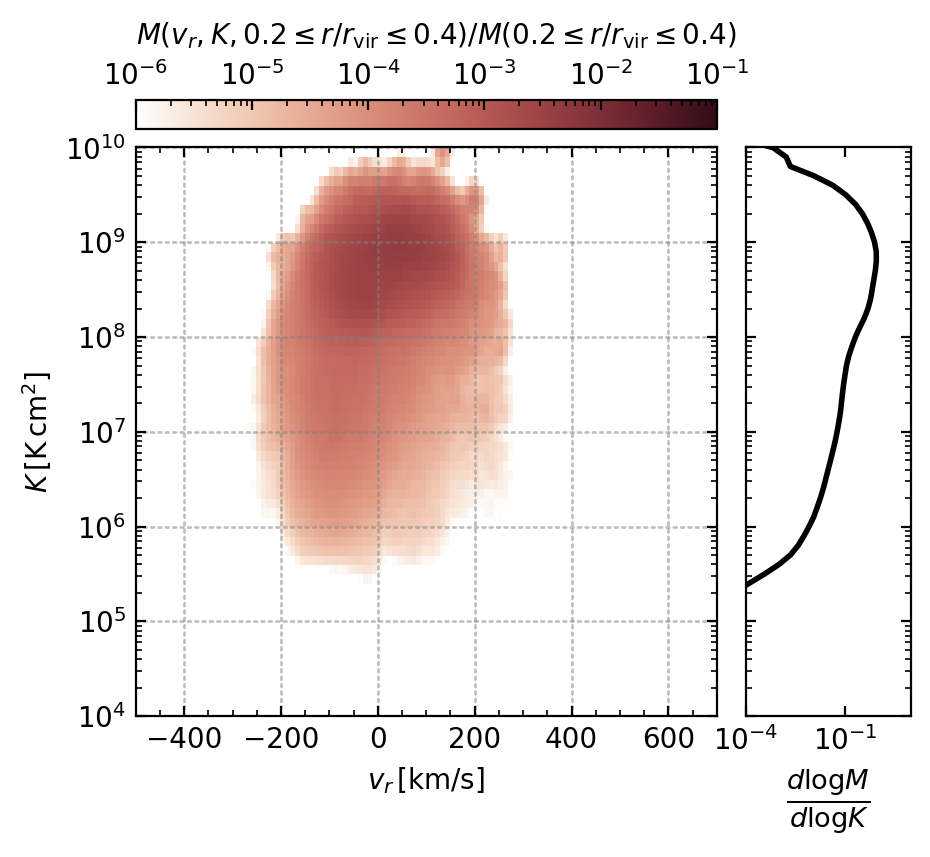 M(v_r, K, 0.2 ≤ r/r_vir ≤ 0.4)/M(0.2 ≤ r/r_vir ≤ 0.4)
10^−6 10^−5 10^−4 10^−3 10^−2 10^−1
10^10
10^9
10^8
10^7
10^6
10^5
10^4
K [K cm^2]
−400 −200 0 200 400 600
v_r [km/s]
10^−4 10^−1
dlogM
dlogK